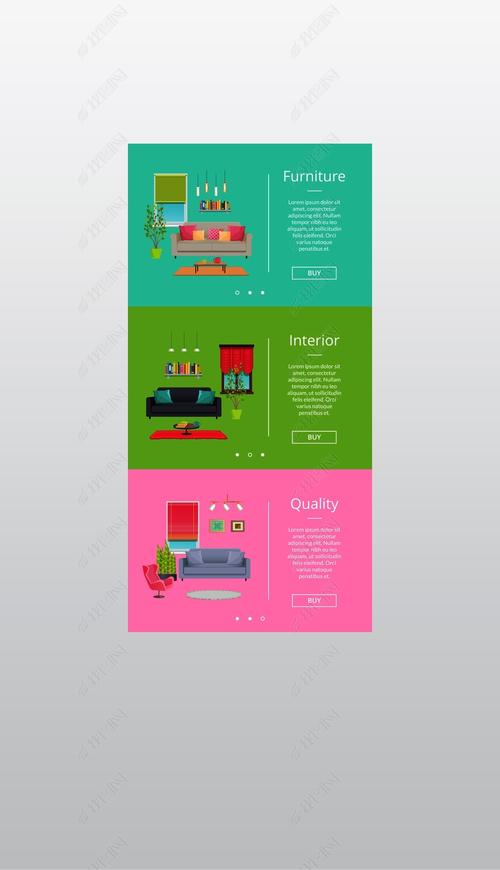 Furniture
Lorem ipsum dolor sit
amet, consectetur
adipiscing elit. Nullam
tempor nibh eu leo
aliquam, ut sollicitudin
felis eleifend. Orci
varius natoque
penatibus et.
BUY
Interior
Lorem ipsum dolor sit
amet, consectetur
adipiscing elit. Nullam
tempor nibh eu leo
aliquam, ut sollicitudin
felis eleifend. Orci
varius natoque
penatibus et.
BUY
Quality
Lorem ipsum dolor sit
amet, consectetur
adipiscing elit. Nullam
tempor nibh eu leo
aliquam, ut sollicitudin
felis eleifend. Orci
varius natoque
penatibus et.
BUY